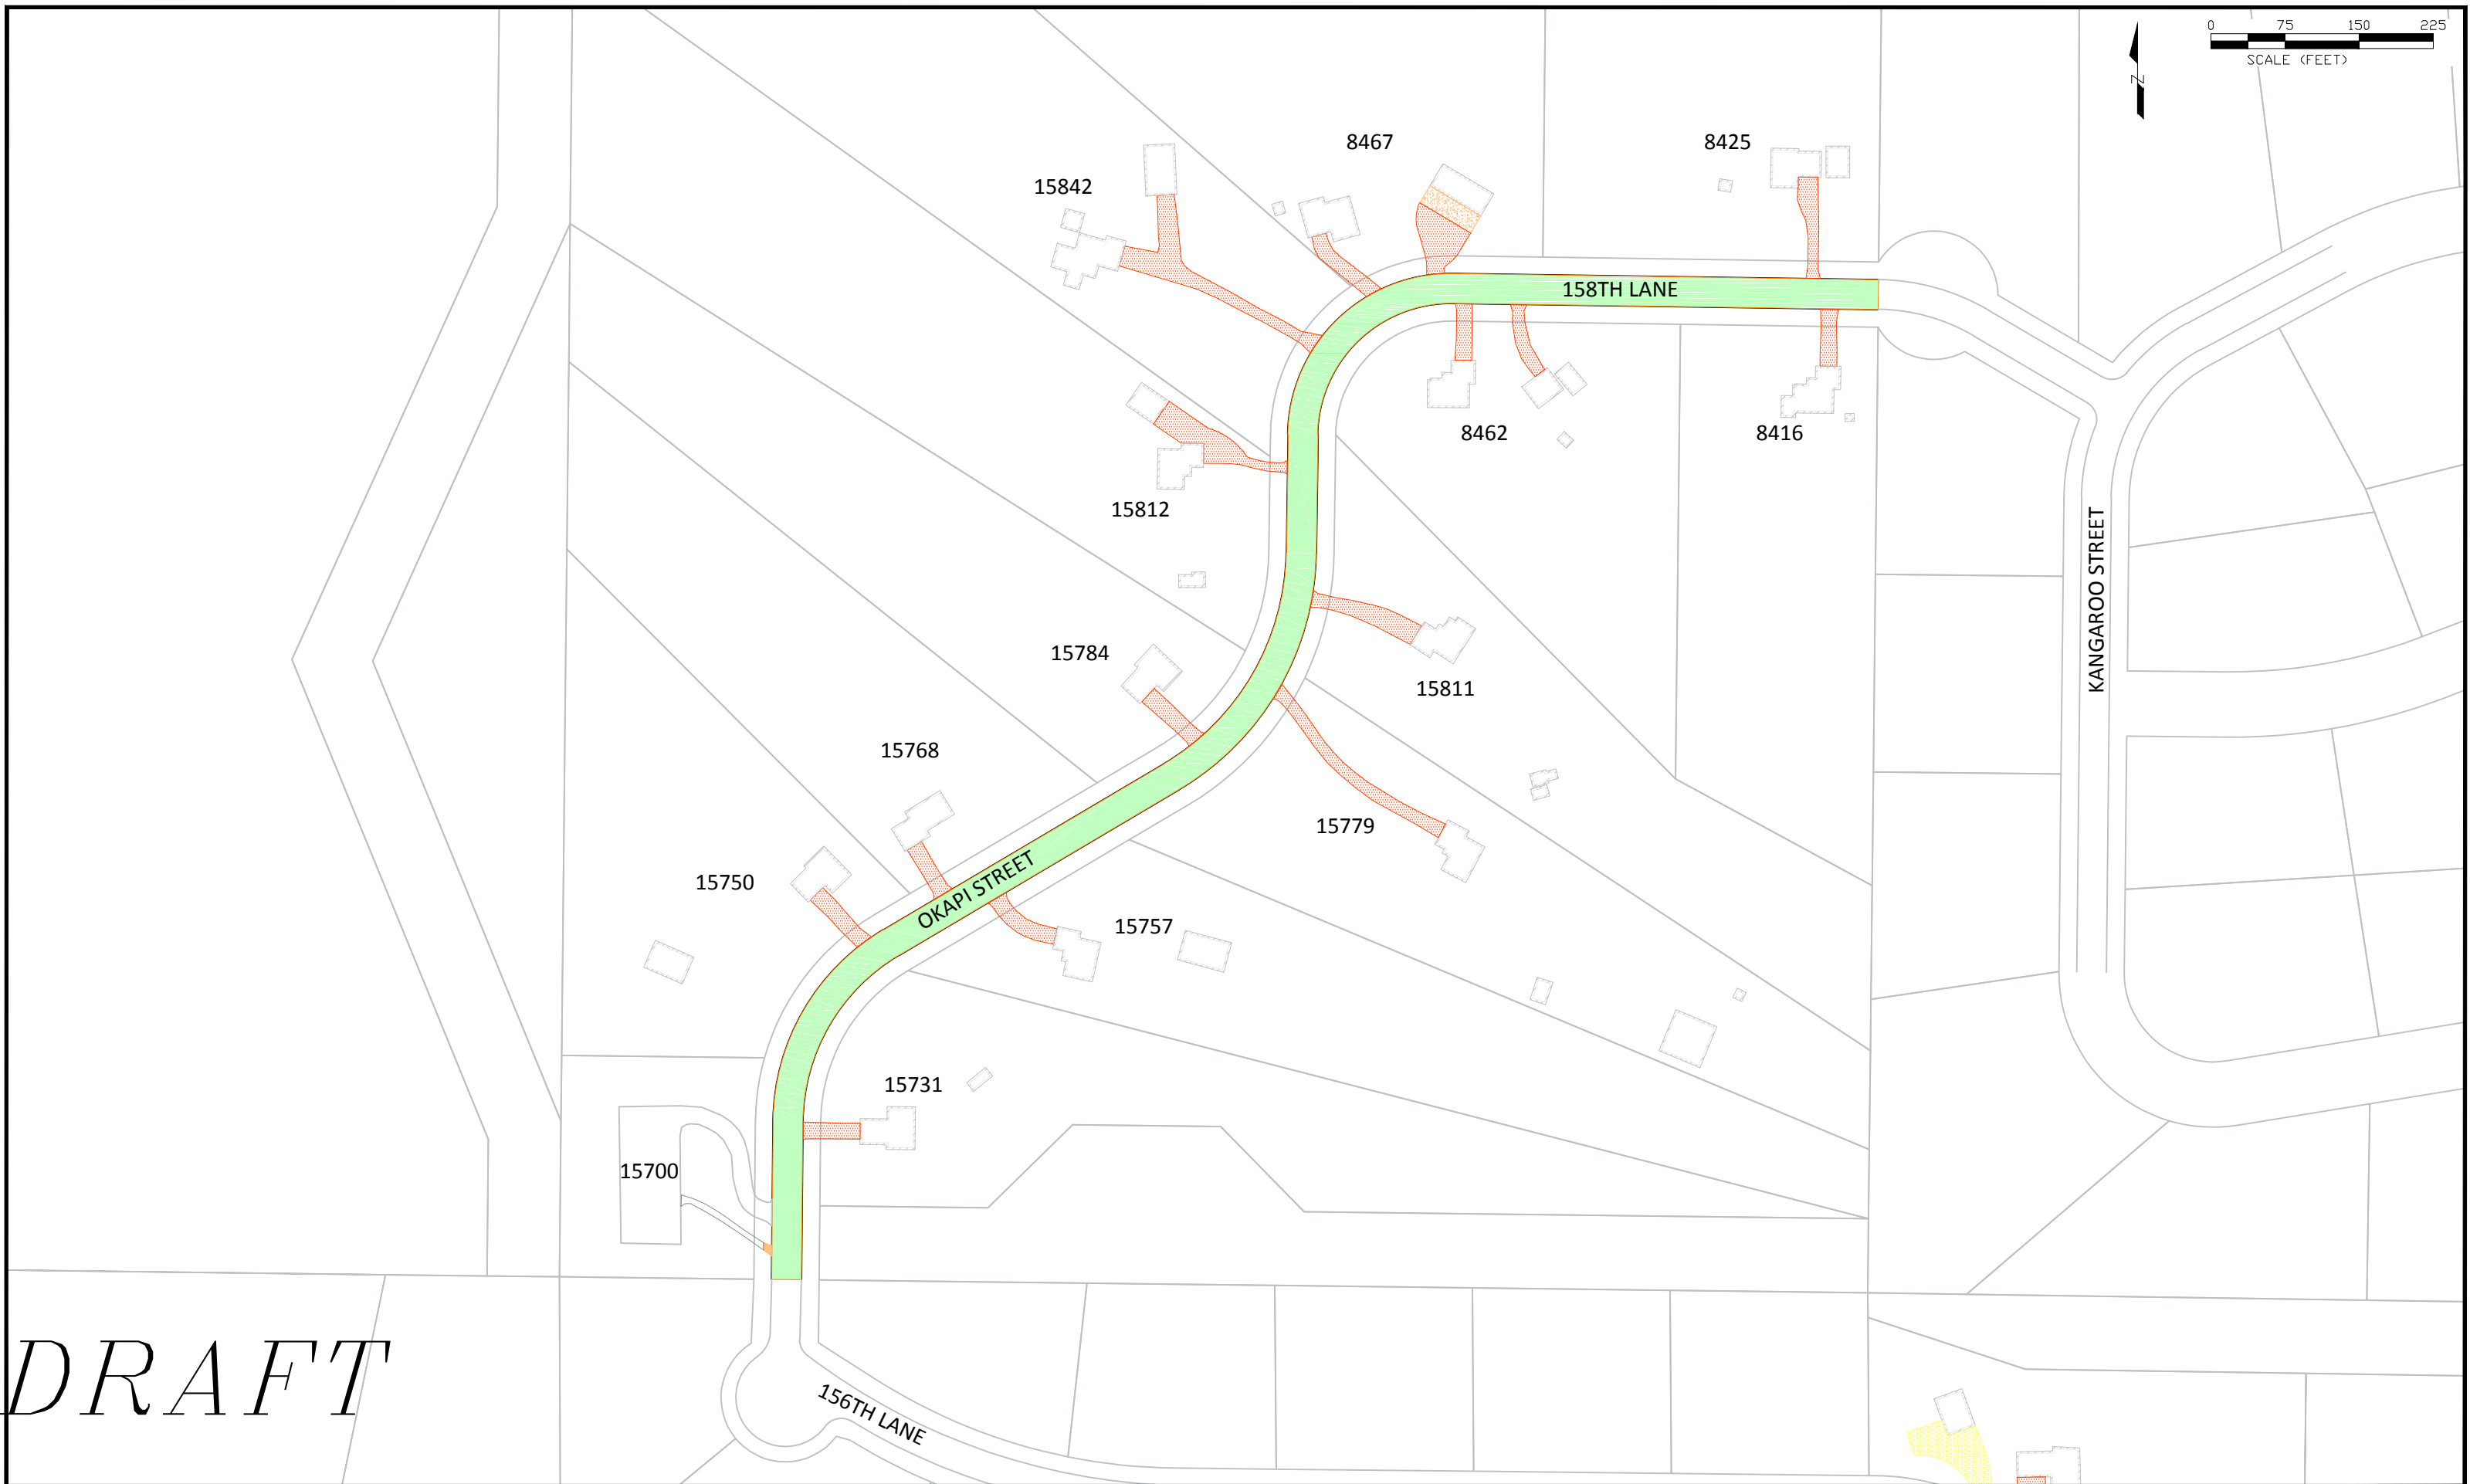 0 75 150 225
SCALE (FEET)
N
8467
8425
15842
158TH LANE
8462
8416
15812
KANGAROO STREET
15784
15811
15768
15779
OKAPI STREET
15750
15757
15731
15700
DRAFT
156TH LANE